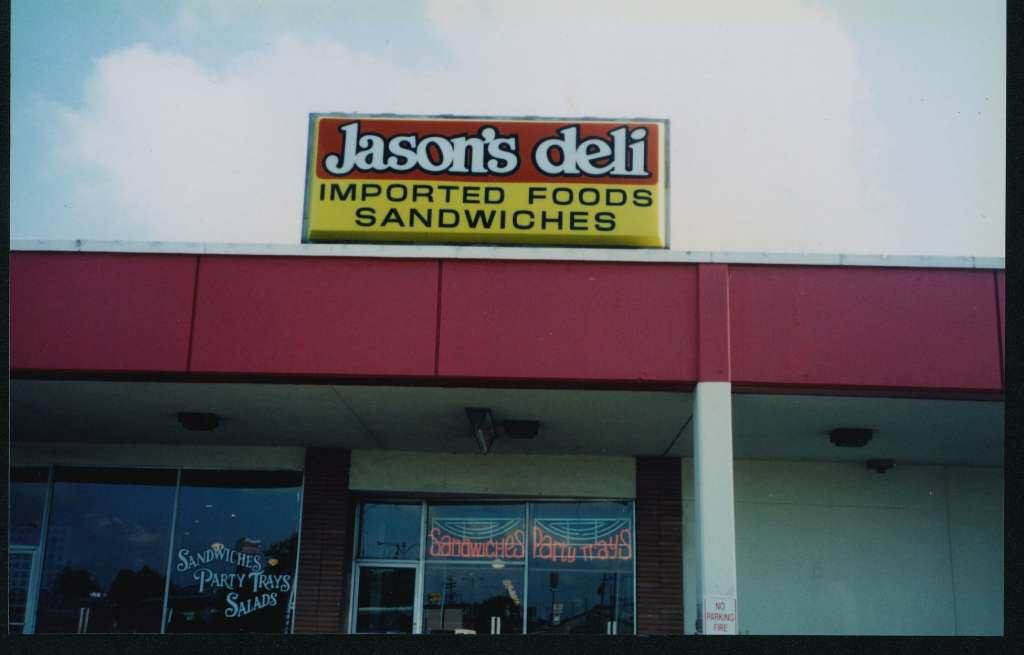 Jason's deli
IMPORTED FOODS
SANDWICHES
SANDWICHES
PARTY TRAYS
SALADS
Sandwiches
Party Trays
NO
PARKING
FIRE